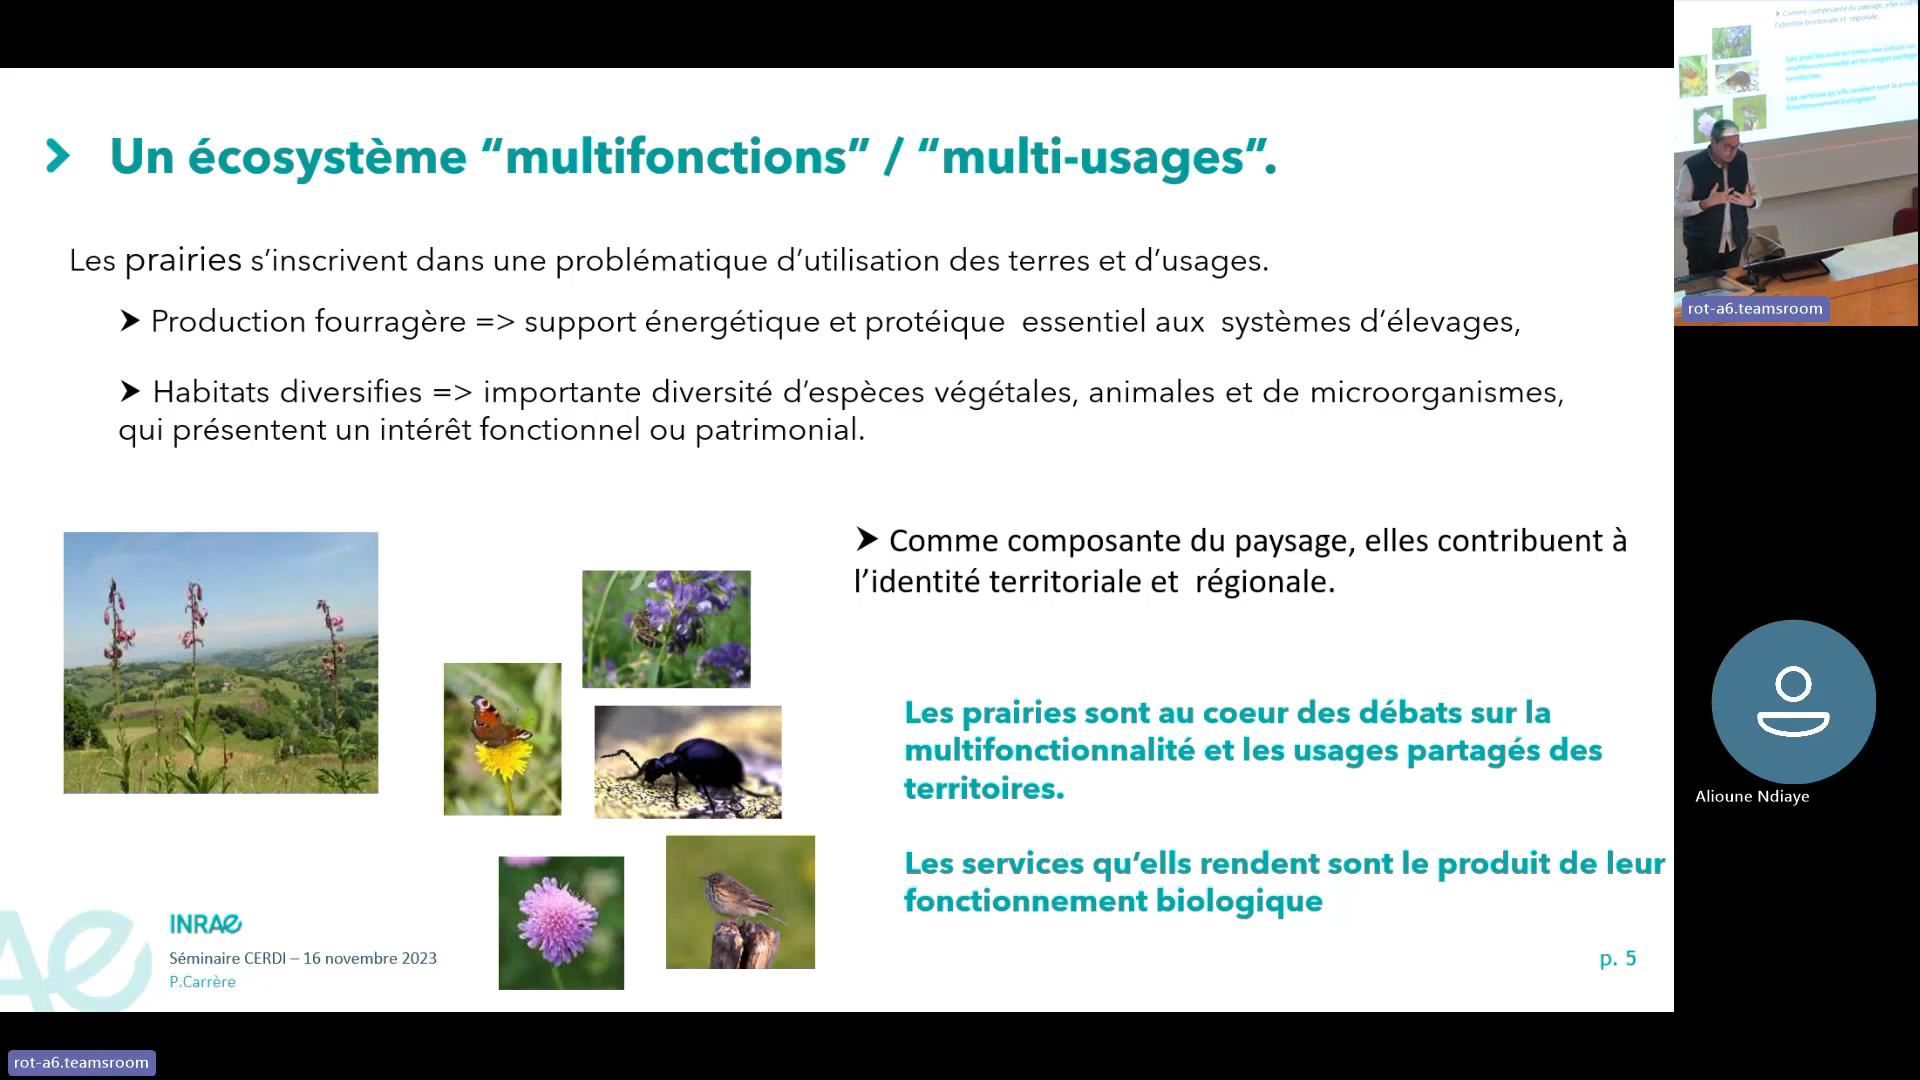 Un écosystème “multifonctions” / “multi-usages”.
Les prairies s’inscrivent dans une problématique d’utilisation des terres et d’usages.
➤ Production fourragère => support énergétique et protéique essentiel aux systèmes d’élevages,
➤ Habitats diversifies => importante diversité d’espèces végétales, animales et de microorganismes,
qui présentent un intérêt fonctionnel ou patrimonial.
➤ Comme composante du paysage, elles contribuent à
l’identité territoriale et régionale.
Les prairies sont au coeur des débats sur la
multifonctionnalité et les usages partagés des
territoires.
Les services qu’ells rendent sont le produit de leur
fonctionnement biologique
INRAE
Séminaire CERDI – 16 novembre 2023
P.Carrère
p. 5
rot-a6.teamsroom
Alioune Ndiaye
rot-a6.teamsroom